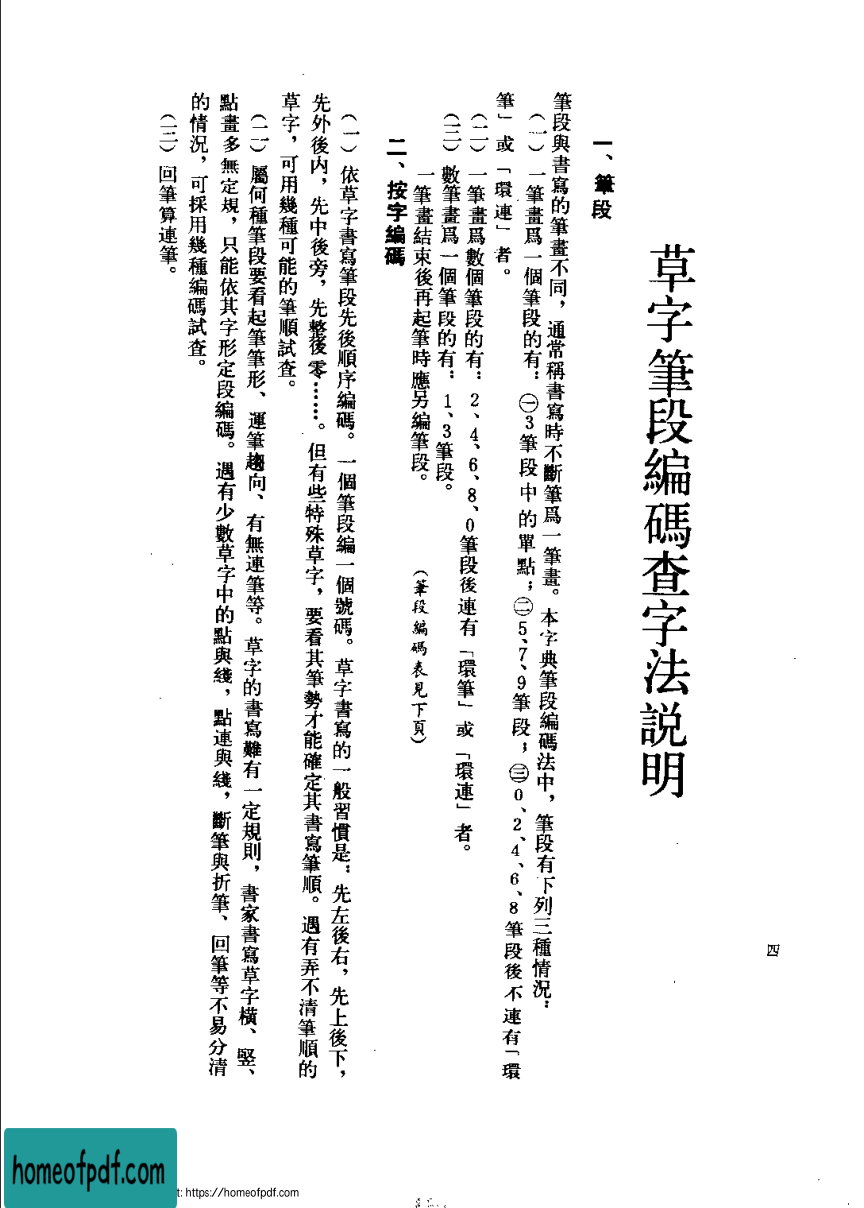 草字筆段編碼查字法説明
一、筆段
筆段與書寫的筆畫不同，通常稱書寫時不斷筆爲一筆畫。本字典筆段編碼法中，筆段有下列三種情況：
（一）一筆畫爲一個筆段的有：㊀3筆段中的單點；㊁5、7、9筆段；㊂0、2、4、6、8筆段後不連有「環
筆」或「環連」者。
（二）一筆畫爲數個筆段的有：2、4、6、8、0筆段後連有「環筆」或「環連」者。
（三）數筆畫爲一個筆段的有：1、3筆段。
一筆畫結束後再起筆時應另編筆段。
（筆段編碼表見下頁）
二、按字編碼
（一）依草字書寫筆段先後順序編碼。一個筆段編一個號碼。草字書寫的一般習慣是：先左後右，先上後下，
先外後内，先中後旁，先整後零……。但有些特殊草字，要看其筆勢才能確定其書寫筆順。遇有弄不清筆順的
草字，可用幾種可能的筆順試查。
（二）屬何種筆段要看起筆筆形、運筆趨向、有無連筆等。草字的書寫難有一定規則，書家書寫草字横、竪、
點畫多無定規，只能依其字形定段編碼。遇有少數草字中的點與綫，點連與綫，斷筆與折筆、回筆等不易分清
的情況，可採用幾種編碼試查。
（三）回筆算連筆。
四
homeofpdf.com
t: https://homeofpdf.com